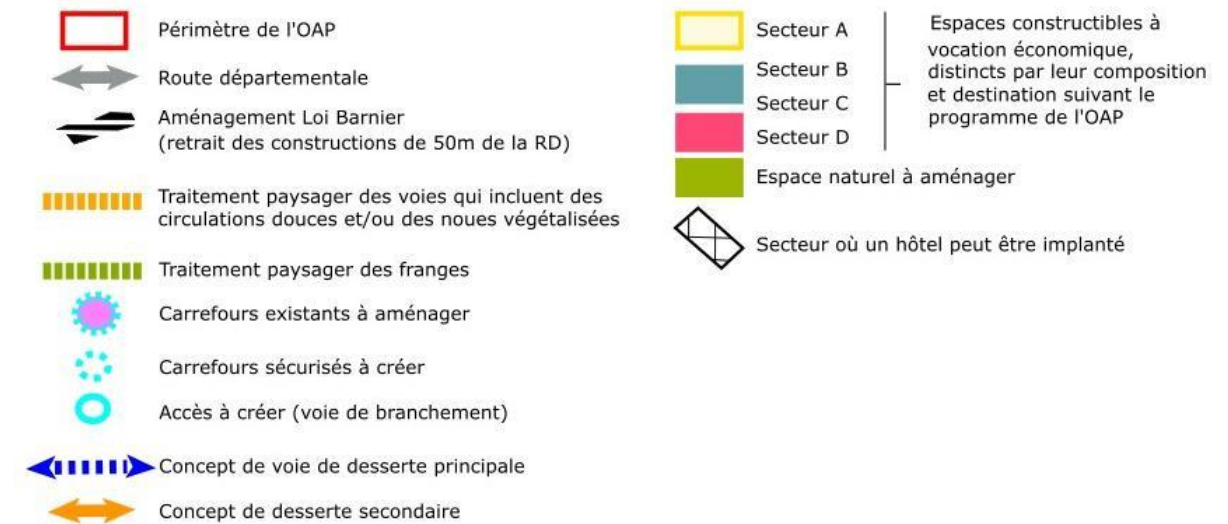 Périmètre de l'OAP
Route départementale
Aménagement Loi Barnier
(retrait des constructions de 50m de la RD)
Traitement paysager des voies qui incluent des
circulations douces et/ou des noues végétalisées
Traitement paysager des franges
Carrefours existants à aménager
Carrefours sécurisés à créer
Accès à créer (voie de branchement)
Concept de voie de desserte principale
Concept de desserte secondaire
Secteur A
Secteur B
Secteur C
Secteur D
Espaces constructibles à
vocation économique,
distincts par leur composition
et destination suivant le
programme de l'OAP
Espace naturel à aménager
Secteur où un hôtel peut être implanté